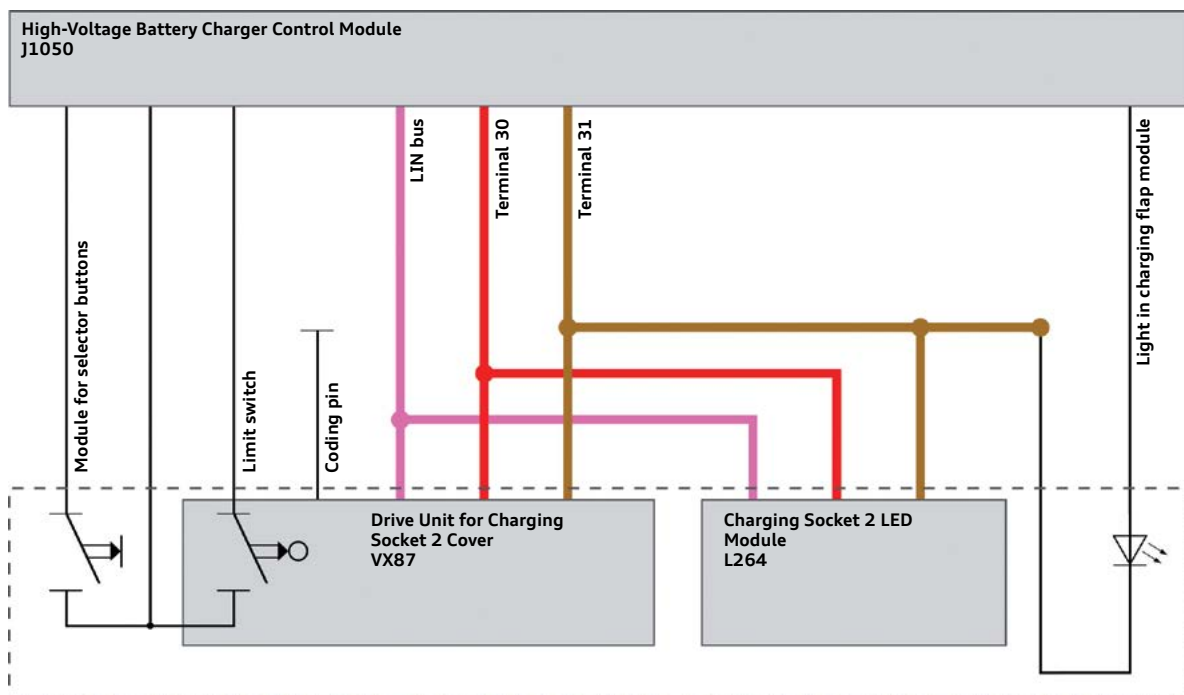 High-Voltage Battery Charger Control Module
J1050
Module for selector buttons
Limit switch
Coding pin
LIN bus
Terminal 30
Terminal 31
Light in charging flap module
Drive Unit for Charging
Socket 2 Cover
VX87
Charging Socket 2 LED
Module
L264